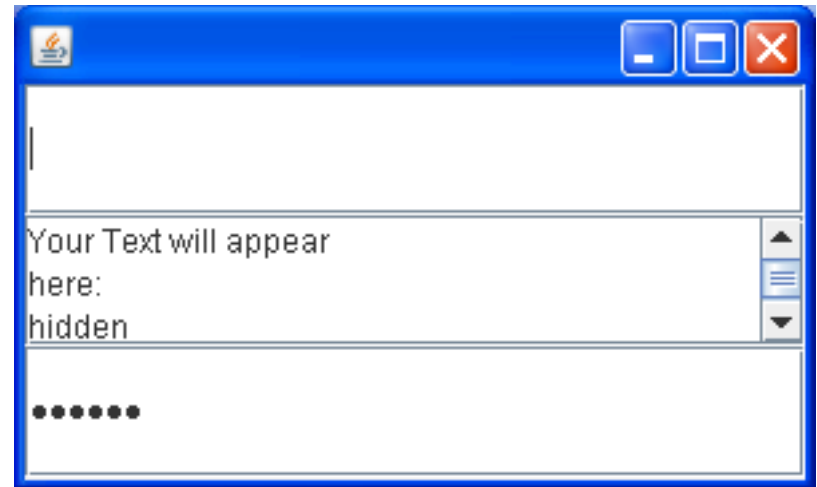 Your Text will appear
here:
hidden
••••••